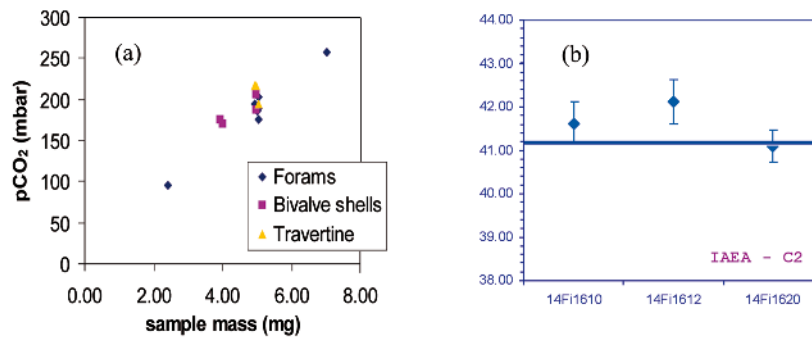 (a)
pCO₂ (mbar)
300
250
200
150
100
50
0
0.00 2.00 4.00 6.00 8.00
sample mass (mg)
Forams
Bivalve shells
Travertine
(b)
44.00
43.00
42.00
41.00
40.00
39.00
38.00
IAEA - C2
14Fi1610 14Fi1612 14Fi1620